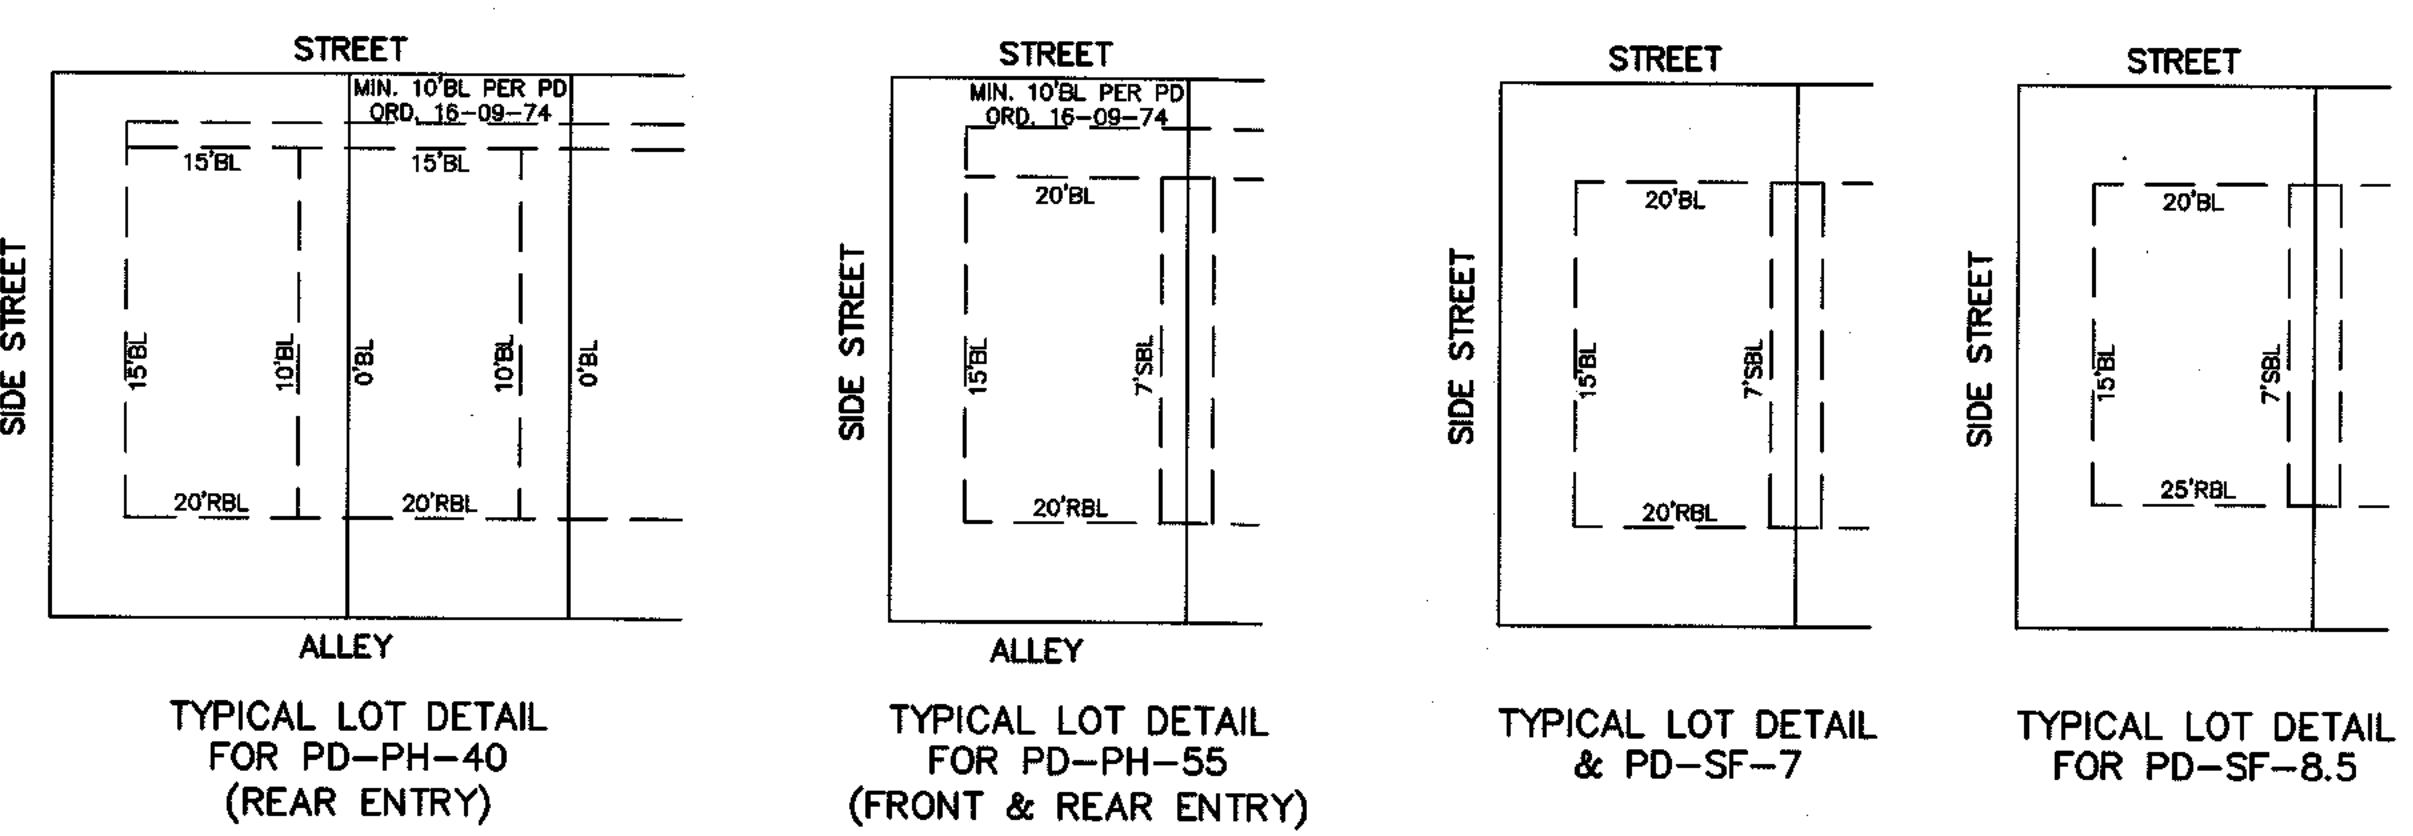 STREET
MIN. 10'BL PER PD
ORD. 16-09-74
15'BL
15'BL
SIDE STREET
15'BL
10'BL
0'BL
10'BL
0'BL
20'RBL
20'RBL
ALLEY
TYPICAL LOT DETAIL
FOR PD-PH-40
(REAR ENTRY)
STREET
MIN. 10'BL PER PD
ORD. 16-09-74
20'BL
SIDE STREET
15'BL
7'SBL
20'RBL
ALLEY
TYPICAL LOT DETAIL
FOR PD-PH-55
(FRONT & REAR ENTRY)
STREET
20'BL
SIDE STREET
15'BL
7'SBL
20'RBL
TYPICAL LOT DETAIL
& PD-SF-7
STREET
20'BL
SIDE STREET
15'BL
7'SBL
25'RBL
TYPICAL LOT DETAIL
FOR PD-SF-8.5